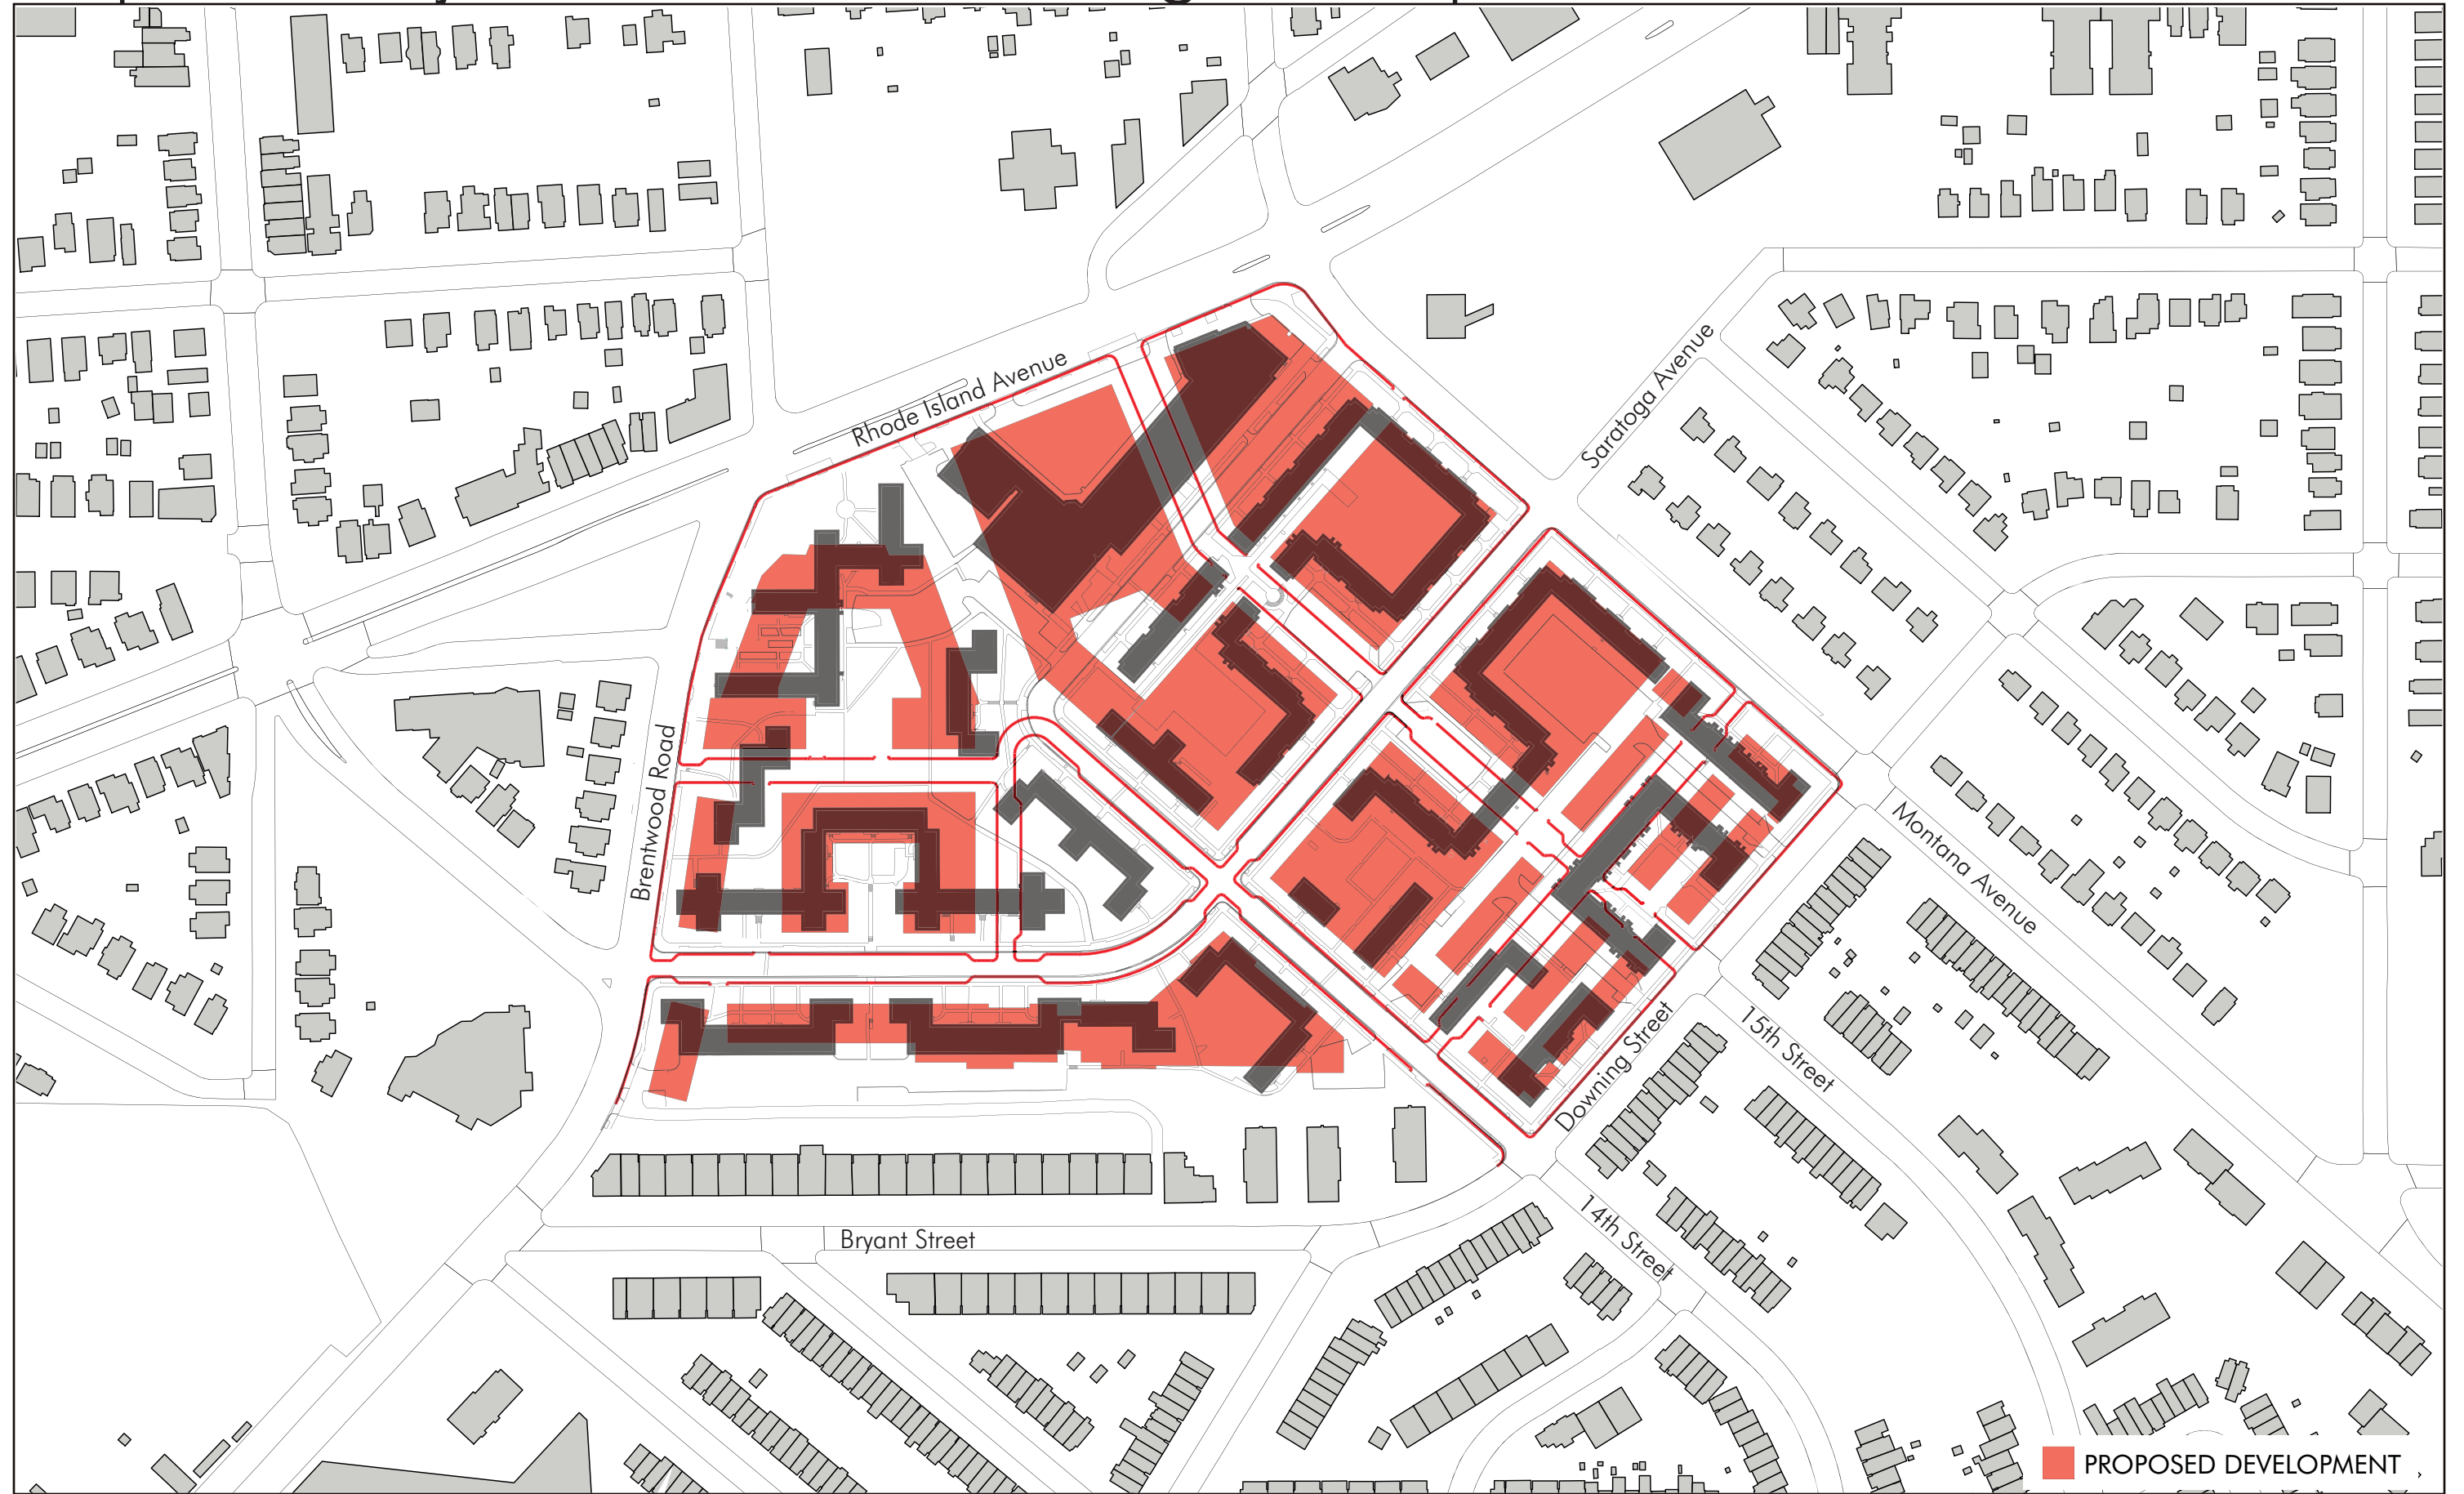 Rhode Island Avenue
Saratoga Avenue
Brentwood Road
Montana Avenue
15th Street
Downing Street
14th Street
Bryant Street
PROPOSED DEVELOPMENT